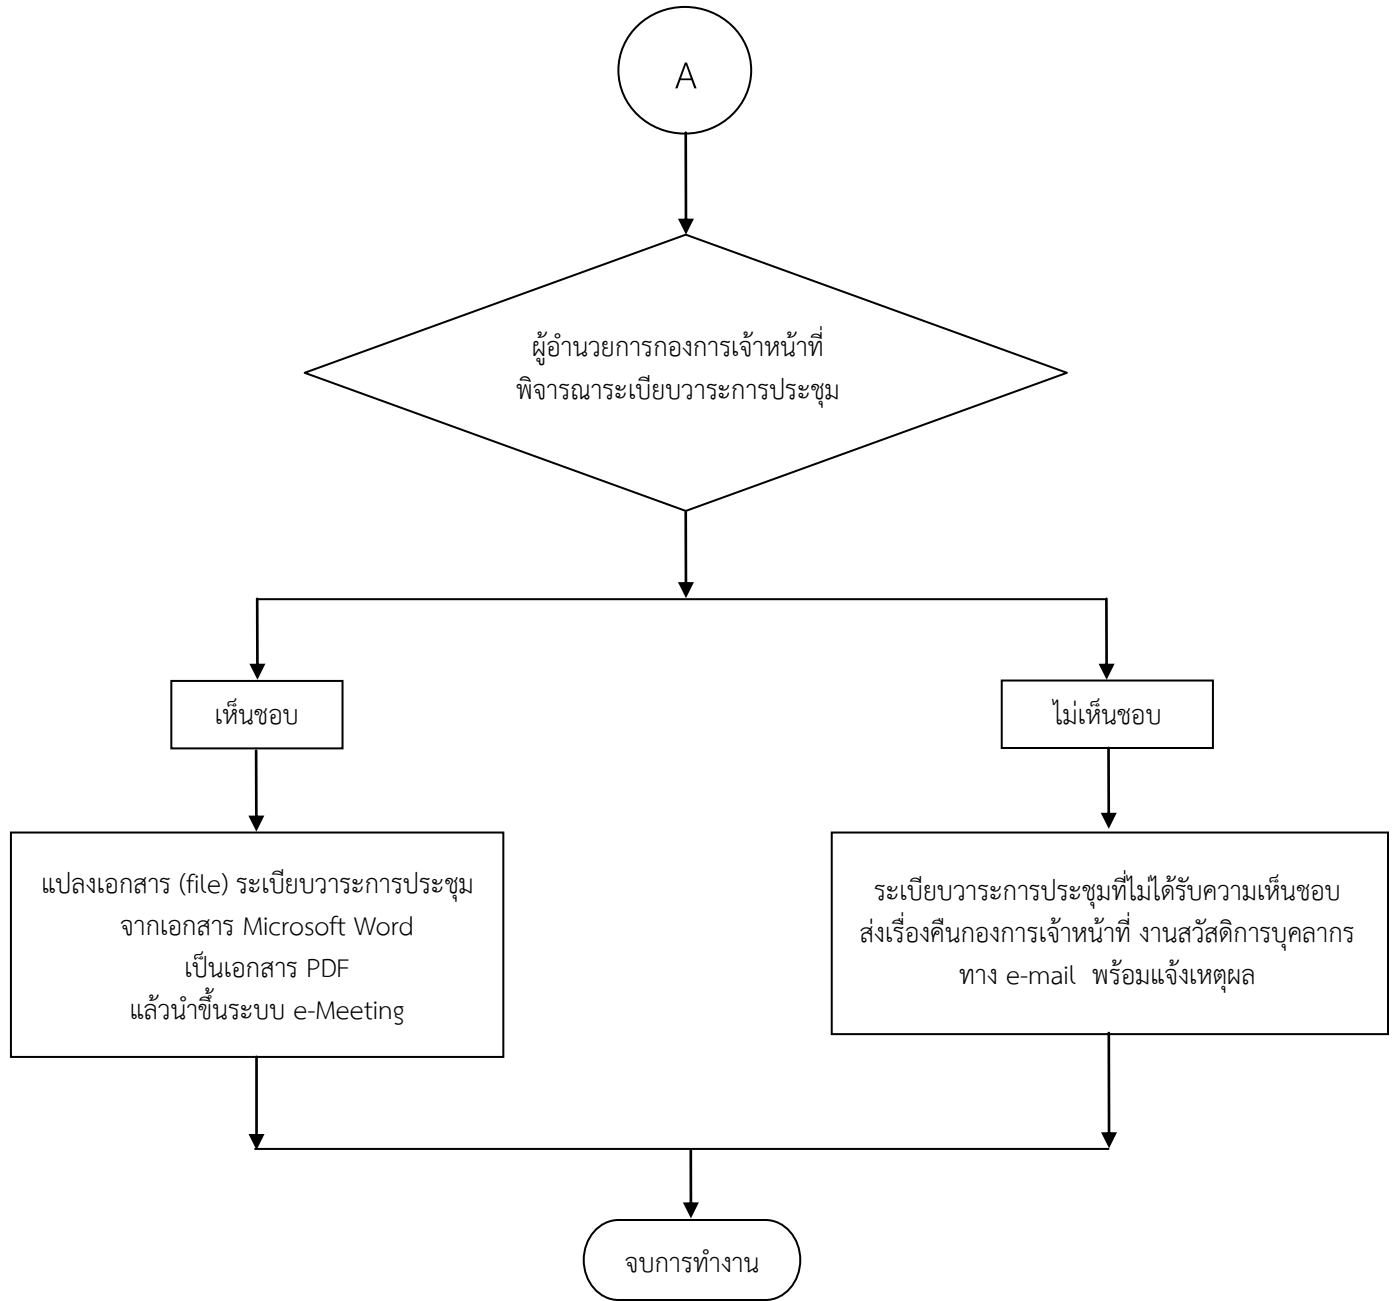 A
ผู้อำนวยการกองการเจ้าหน้าที่
พิจารณาระเบียบวาระการประชุม
เห็นชอบ
ไม่เห็นชอบ
แปลงเอกสาร (file) ระเบียบวาระการประชุม
จากเอกสาร Microsoft Word
เป็นเอกสาร PDF
แล้วนำขึ้นระบบ e-Meeting
ระเบียบวาระการประชุมที่ไม่ได้รับความเห็นชอบ
ส่งเรื่องคืนกองการเจ้าหน้าที่ งานสวัสดิการบุคลากร
ทาง e-mail พร้อมแจ้งเหตุผล
จบการทำงาน